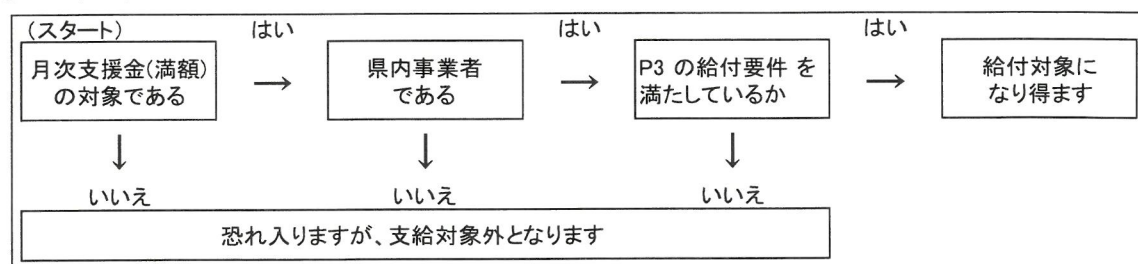 (スタート)
はい
はい
はい
月次支援金(満額)
の対象である
→
県内事業者
である
→
P3 の給付要件 を
満たしているか
→
給付対象に
なり得ます
↓
↓
↓
いいえ
いいえ
いいえ
恐れ入りますが、支給対象外となります